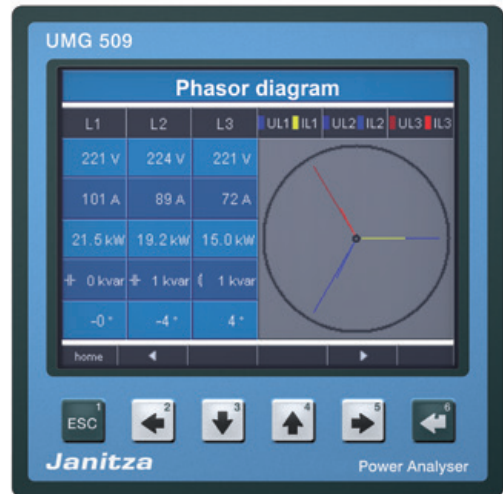 UMG 509
Phasor diagram
L1 L2 L3 UL1 IL1 UL2 IL2 UL3 IL3
221 V 224 V 221 V
101 A 89 A 72 A
21.5 kW 19.2 kW 15.0 kW
0 kvar 1 kvar 1 kvar
-0 ° -4 ° 4 °
home
ESC 1 2 3 4 5 6
Janitza Power Analyser